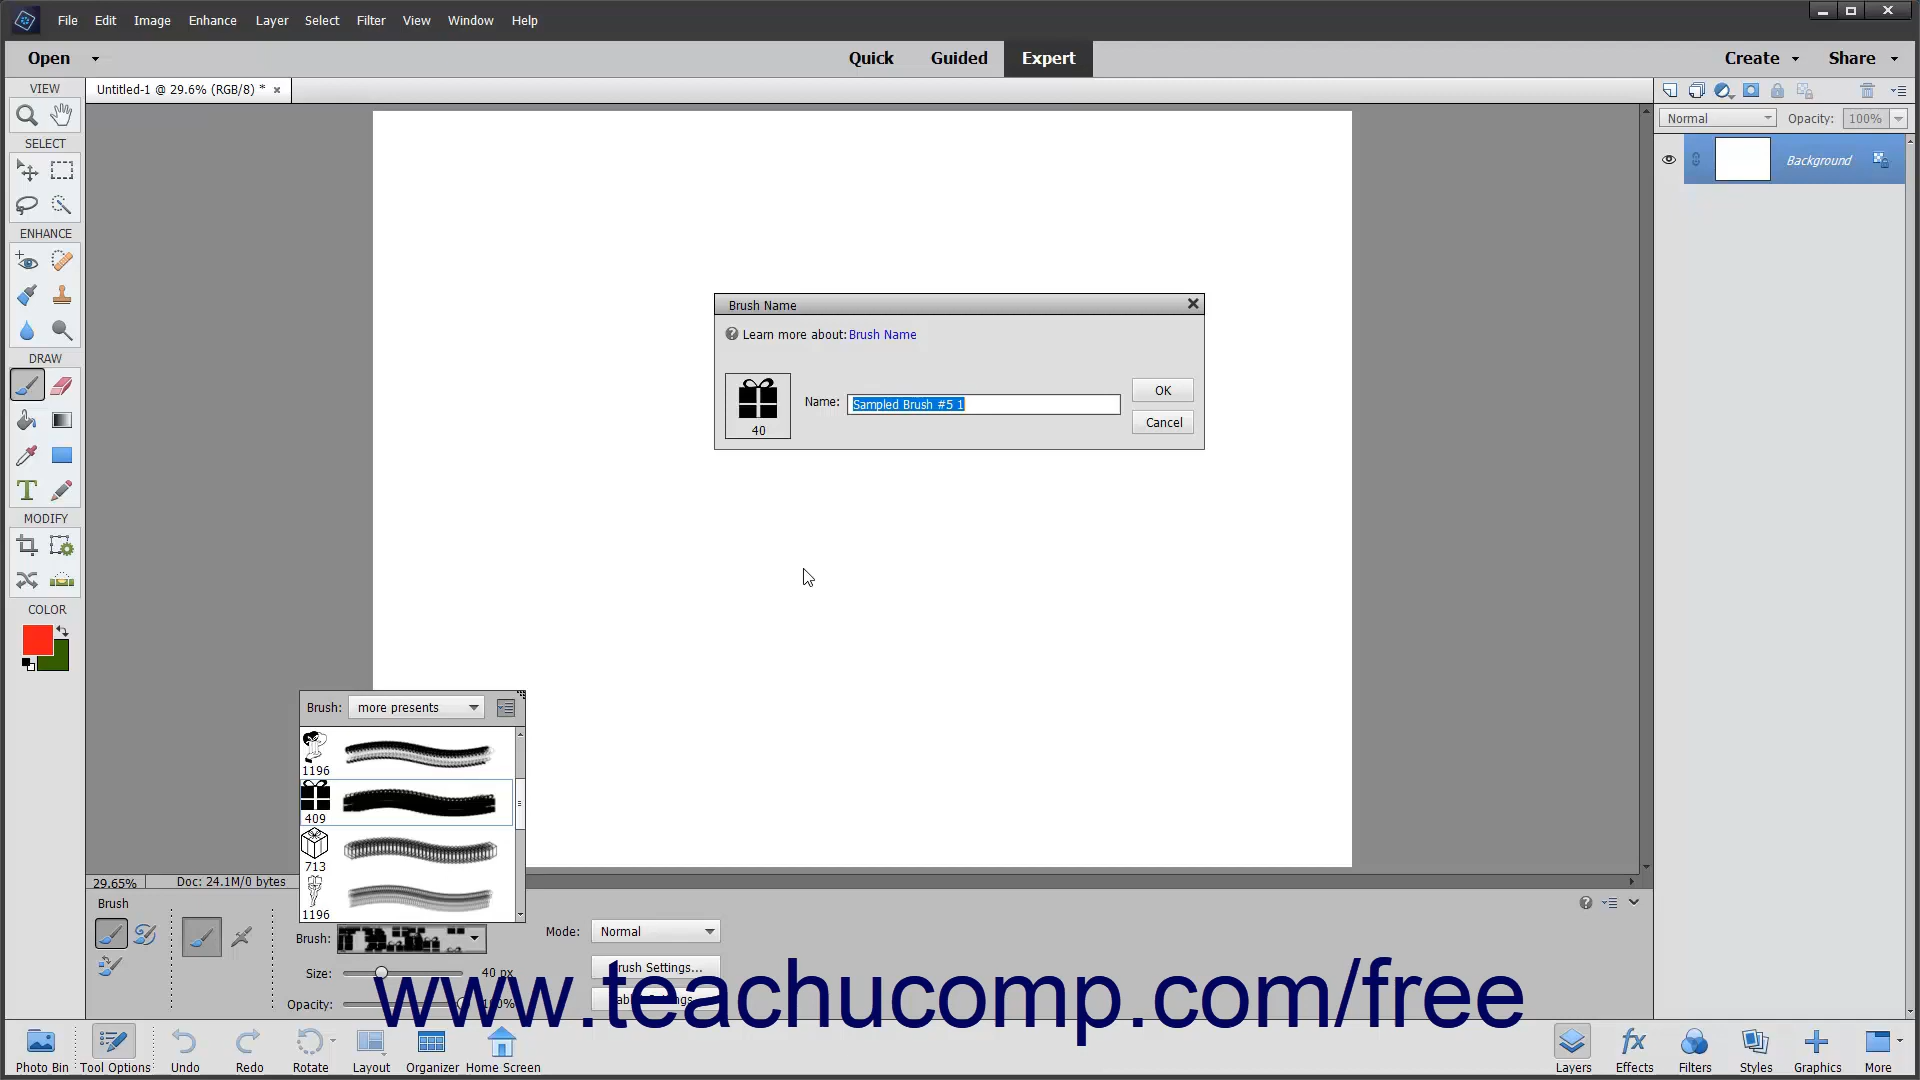 File Edit Image Enhance Layer Select Filter View Window Help
Open Quick Guided Expert Create Share
VIEW
Untitled-1 @ 29.6% (RGB/8) * ×
Normal Opacity: 100%
SELECT
Background
ENHANCE
Brush Name
Learn more about: Brush Name
DRAW
OK
Name: Sampled Brush #5 1
Cancel
40
T
MODIFY
COLOR
Brush: more presents
1196
409
713
1196
29.65% Doc: 24.1M/0 bytes
Brush
Brush:
Mode: Normal
Size: 40 px
Brush Settings...
Opacity: 100%
www.teachucomp.com/free
Photo Bin Tool Options Undo Redo Rotate Layout Organizer Home Screen
fx
Layers Effects Filters Styles Graphics More